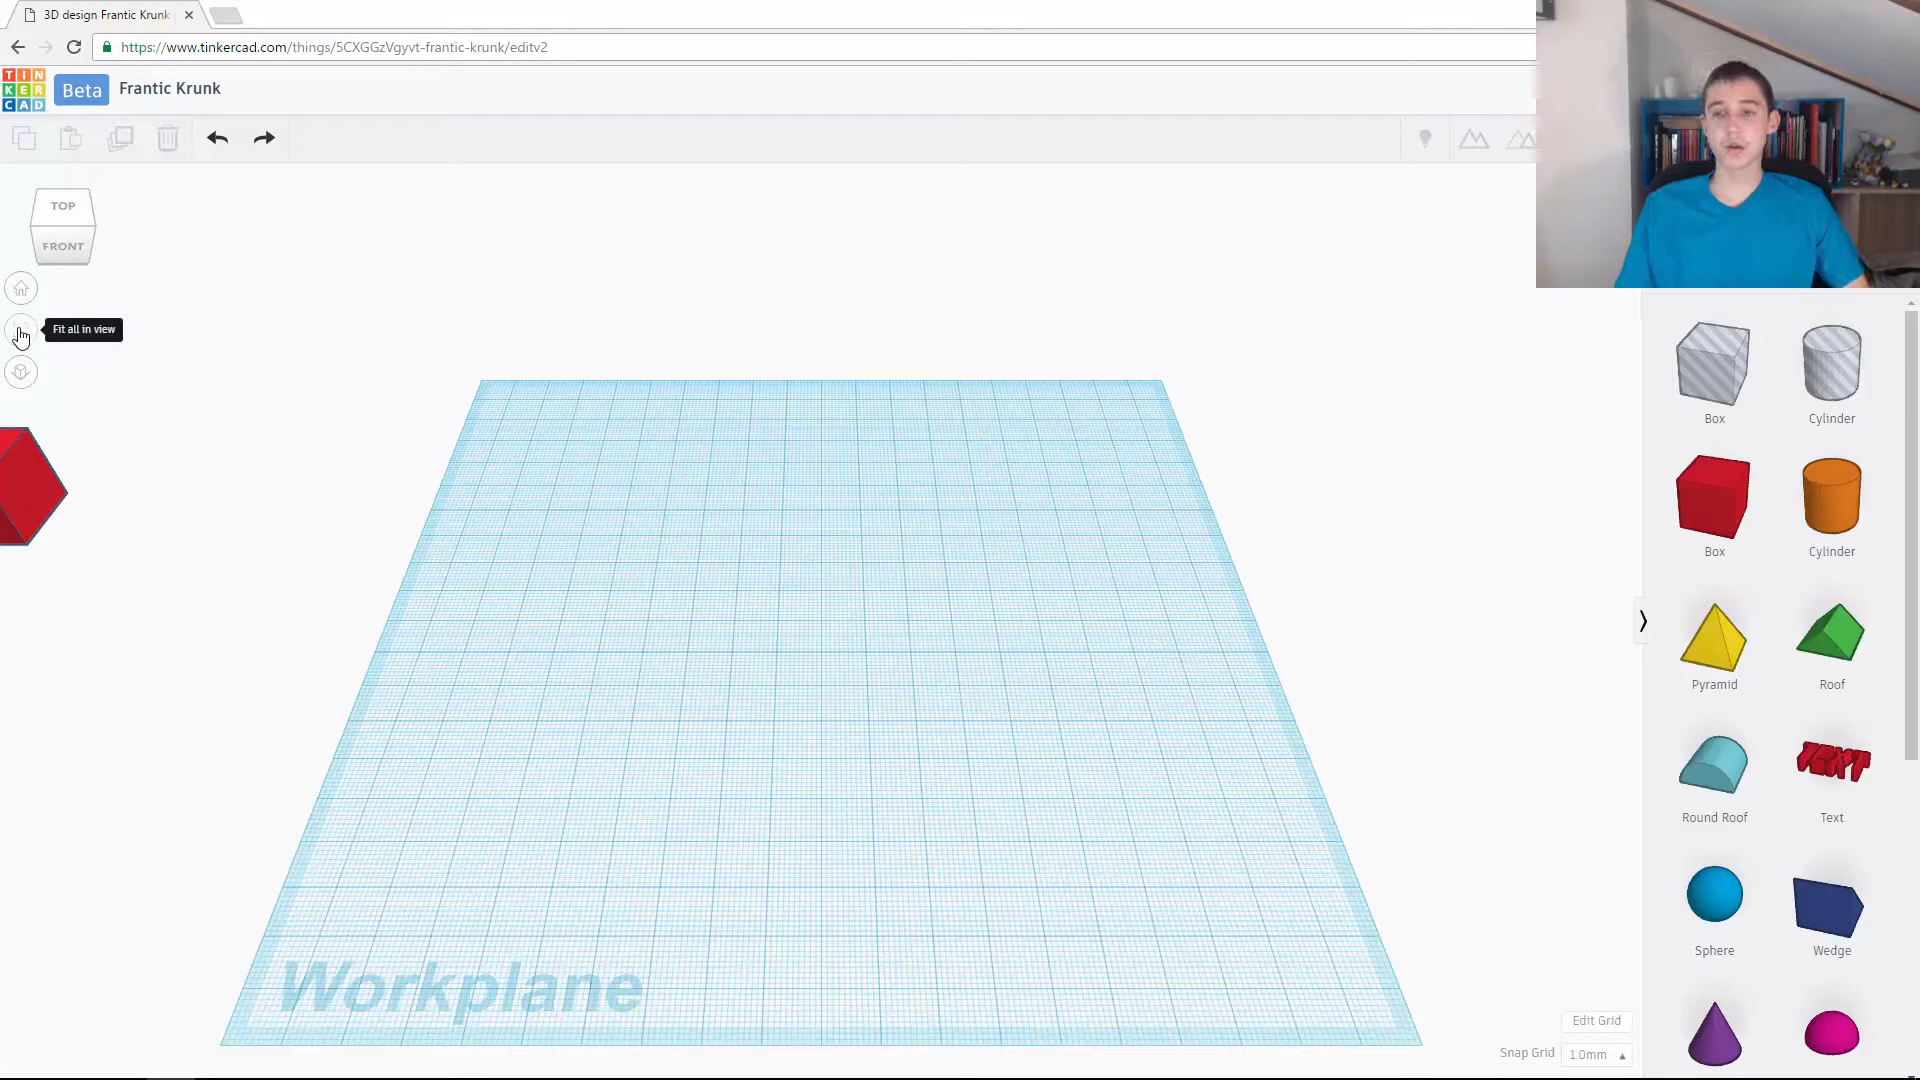 3D design Frantic Krunk
https://www.tinkercad.com/things/5CXGGzVgyvt-frantic-krunk/editv2
TIN
KER
CAD
Beta
Frantic Krunk
TOP
FRONT
Fit all in view
Box
Cylinder
Box
Cylinder
Pyramid
Roof
Round Roof
TEXT
Text
Sphere
Wedge
Workplane
Edit Grid
Snap Grid
1.0mm